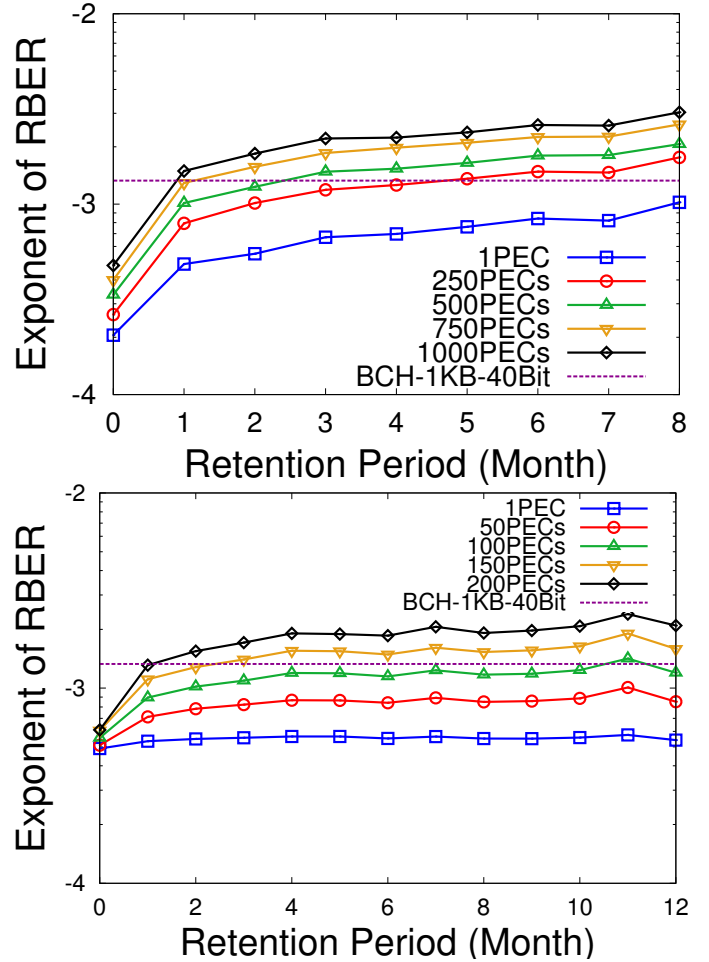 -2
-3
-4
Exponent of RBER
1PEC
250PECs
500PECs
750PECs
1000PECs
BCH-1KB-40Bit
0 1 2 3 4 5 6 7 8
Retention Period (Month)
-2
-3
-4
Exponent of RBER
1PEC
50PECs
100PECs
150PECs
200PECs
BCH-1KB-40Bit
0 2 4 6 8 10 12
Retention Period (Month)